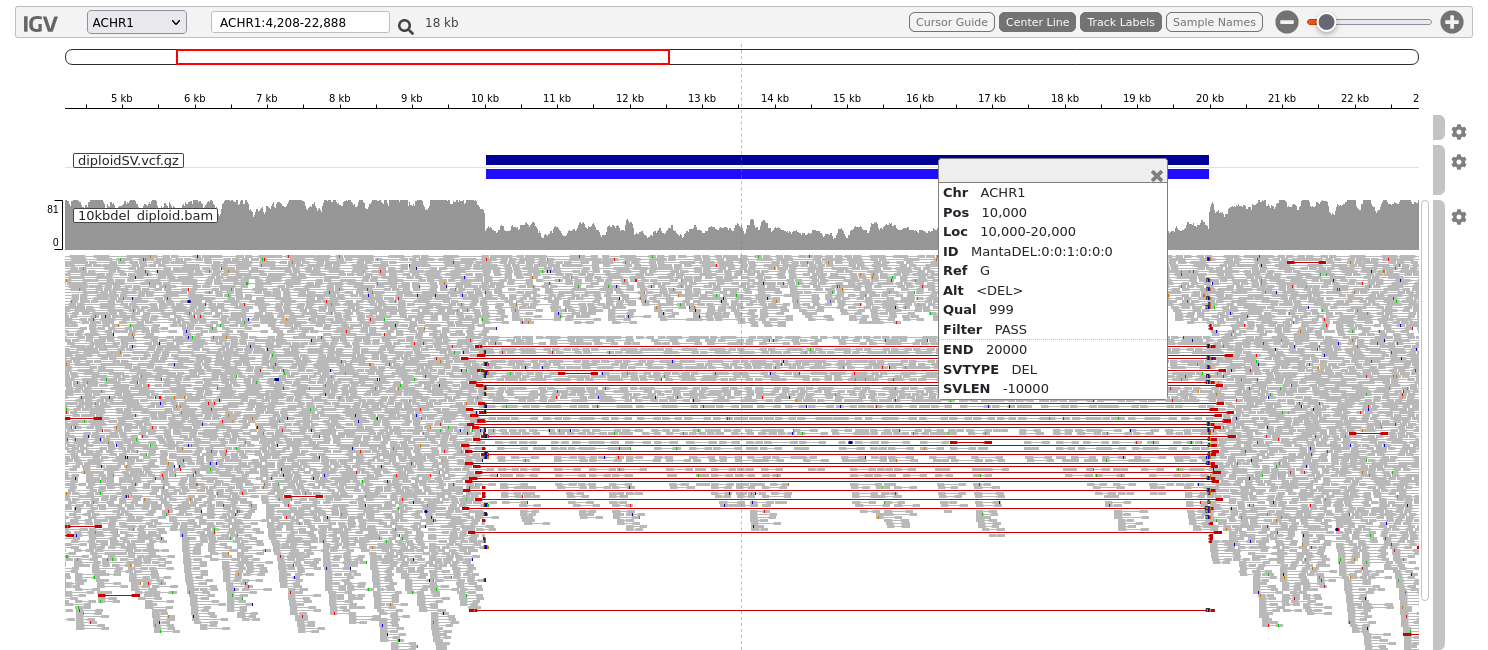 IGV ACHR1 ACHR1:4,208-22,888 18 kb Cursor Guide Center Line Track Labels Sample Names
5 kb 6 kb 7 kb 8 kb 9 kb 10 kb 11 kb 12 kb 13 kb 14 kb 15 kb 16 kb 17 kb 18 kb 19 kb 20 kb 21 kb 22 kb 2
diploidSV.vcf.gz
81
10kbdel diploid.bam
0
Chr ACHR1
Pos 10,000
Loc 10,000-20,000
ID MantaDEL:0:0:1:0:0:0
Ref G
Alt <DEL>
Qual 999
Filter PASS
END 20000
SVTYPE DEL
SVLEN -10000